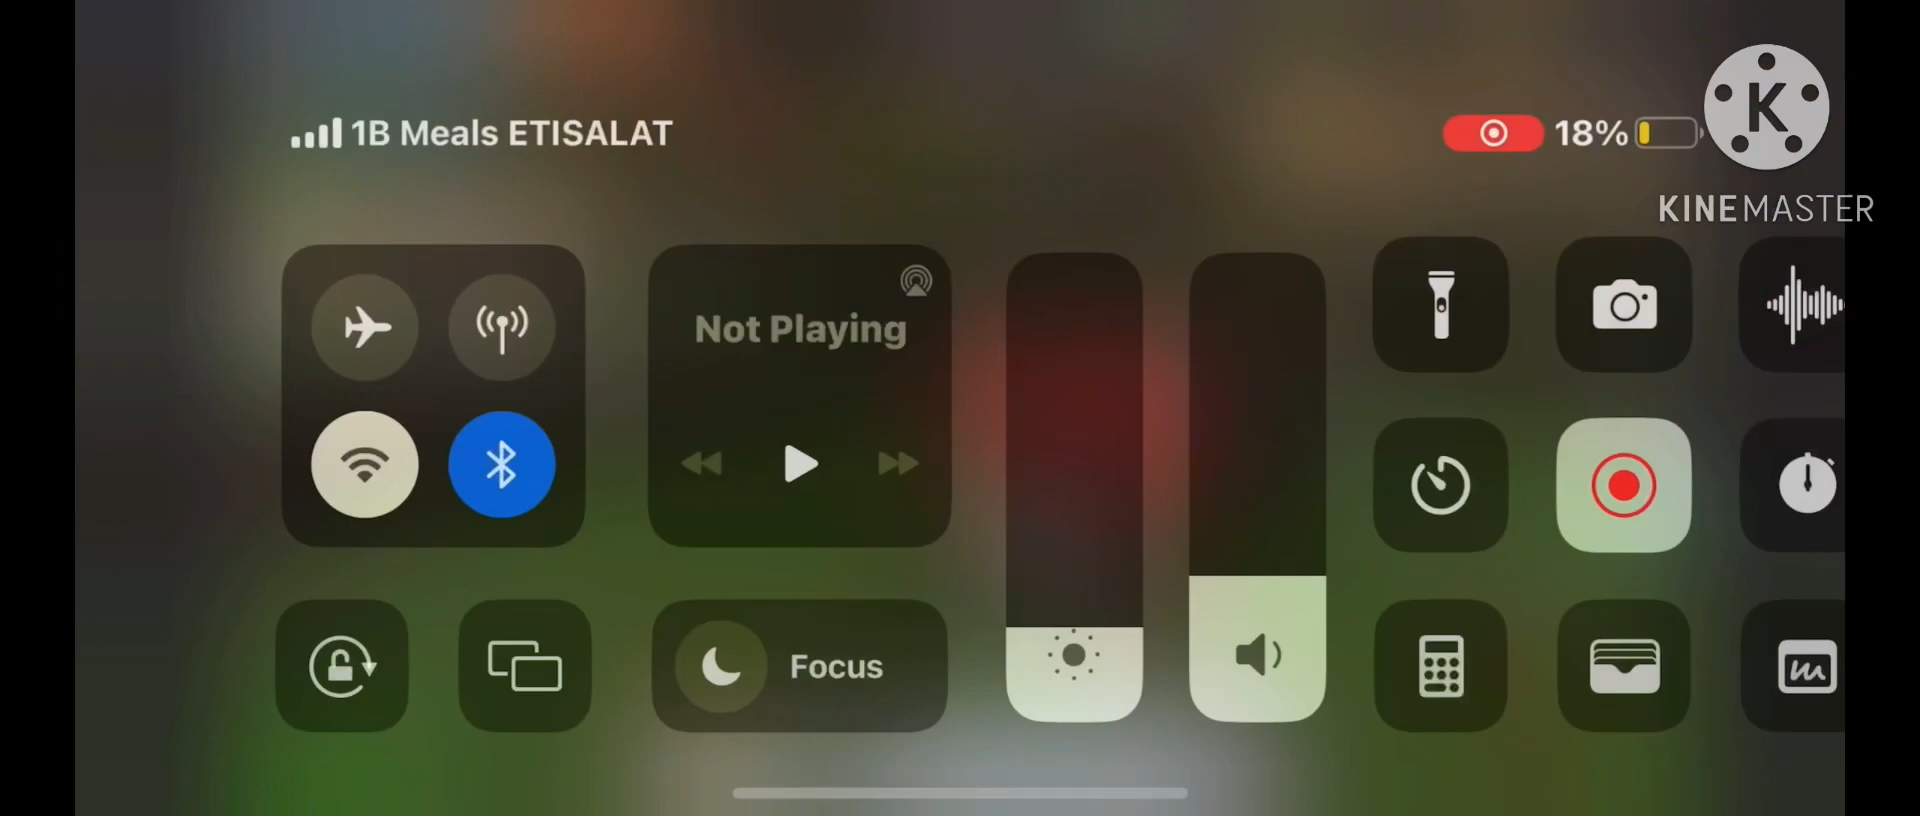 1B Meals ETISALAT
18%
K
KINEMASTER
Not Playing
Focus